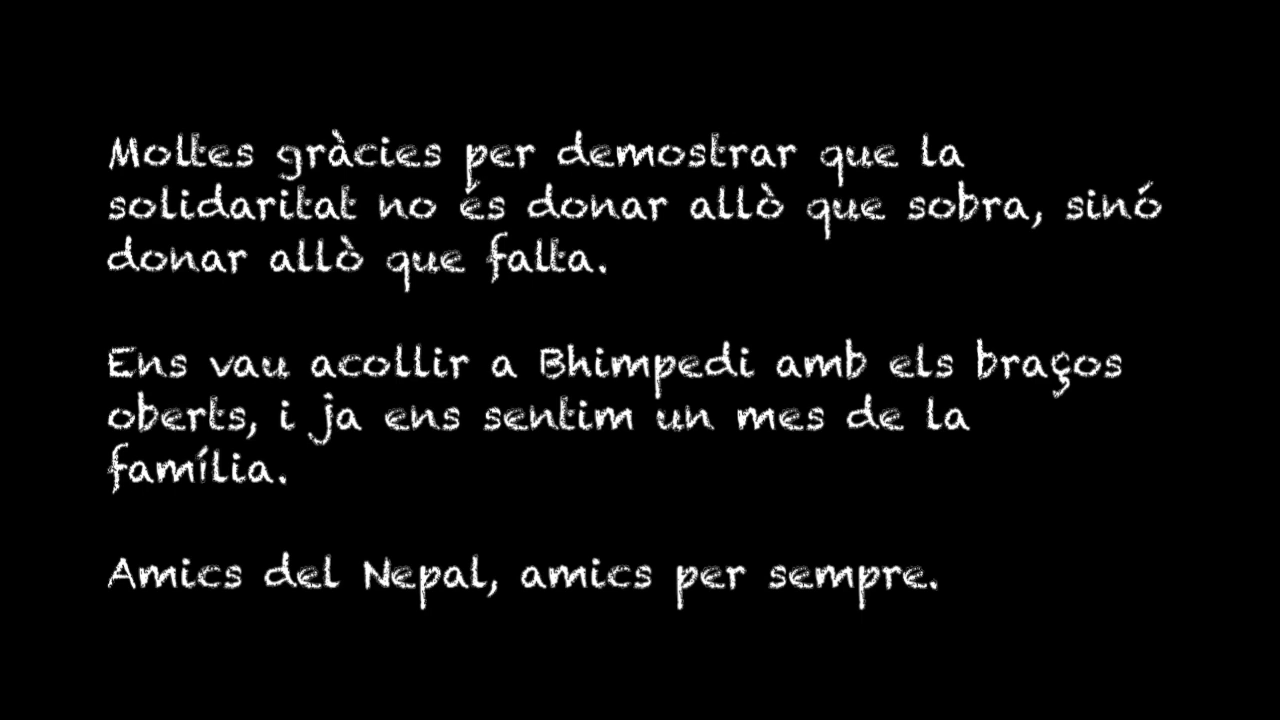 Moltes gràcies per demostrar que la
solidaritat no és donar allò que sobra, sinó
donar allò que falta.
Ens vau acollir a Bhimpedi amb els braços
oberts, i ja ens sentim un mes de la
família.
Amics del Nepal, amics per sempre.